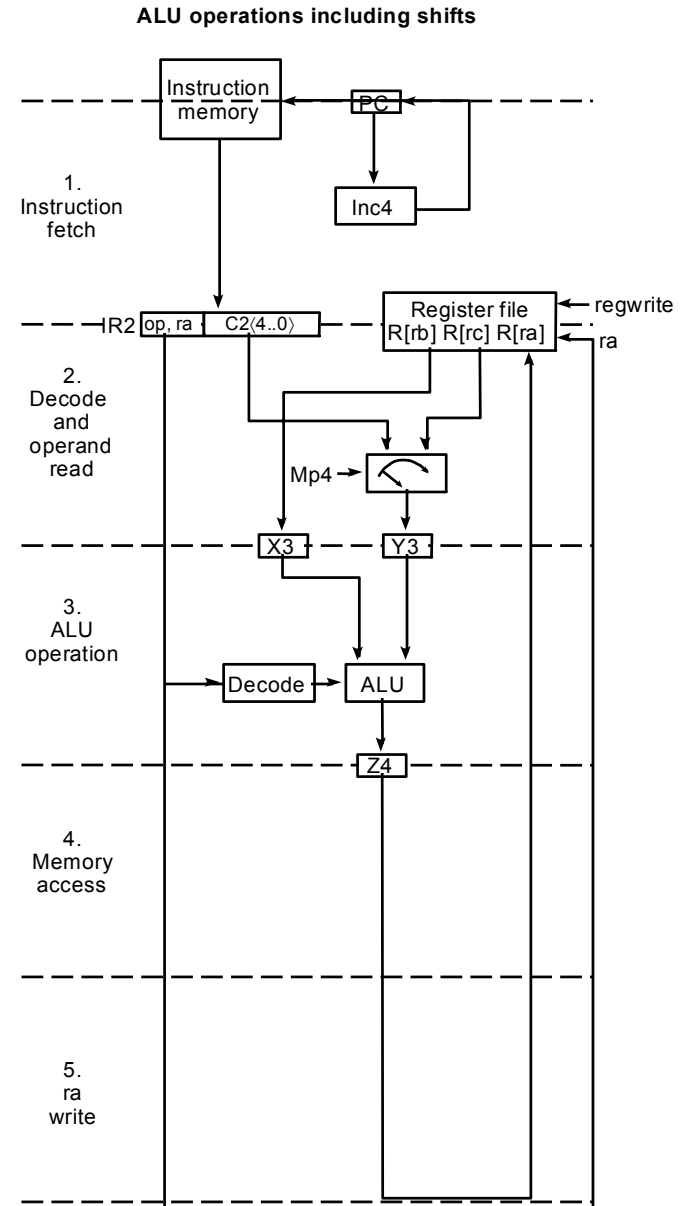 ALU operations including shifts
Instruction
memory
PC
1.
Instruction
fetch
Inc4
IR2
op, ra
C2⟨4..0⟩
Register file
R[rb] R[rc] R[ra]
regwrite
ra
2.
Decode
and
operand
read
Mp4
X3
Y3
3.
ALU
operation
Decode
ALU
Z4
4.
Memory
access
5.
ra
write